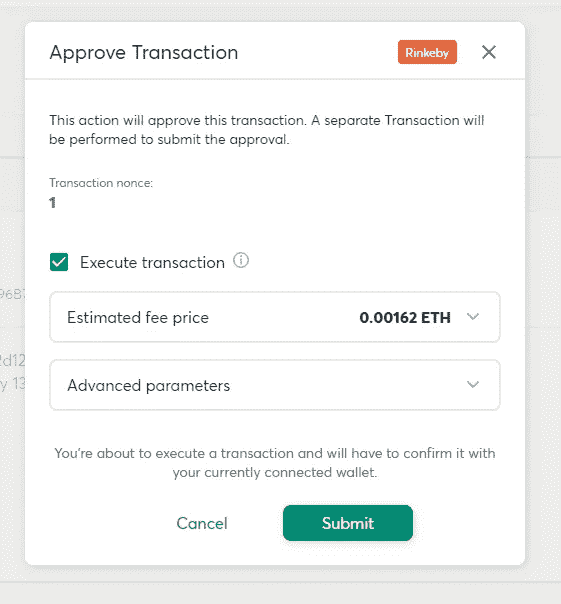 Approve Transaction
Rinkeby
This action will approve this transaction. A separate Transaction will
be performed to submit the approval.
Transaction nonce:
1
Execute transaction
Estimated fee price
0.00162 ETH
Advanced parameters
You're about to execute a transaction and will have to confirm it with
your currently connected wallet.
Cancel
Submit